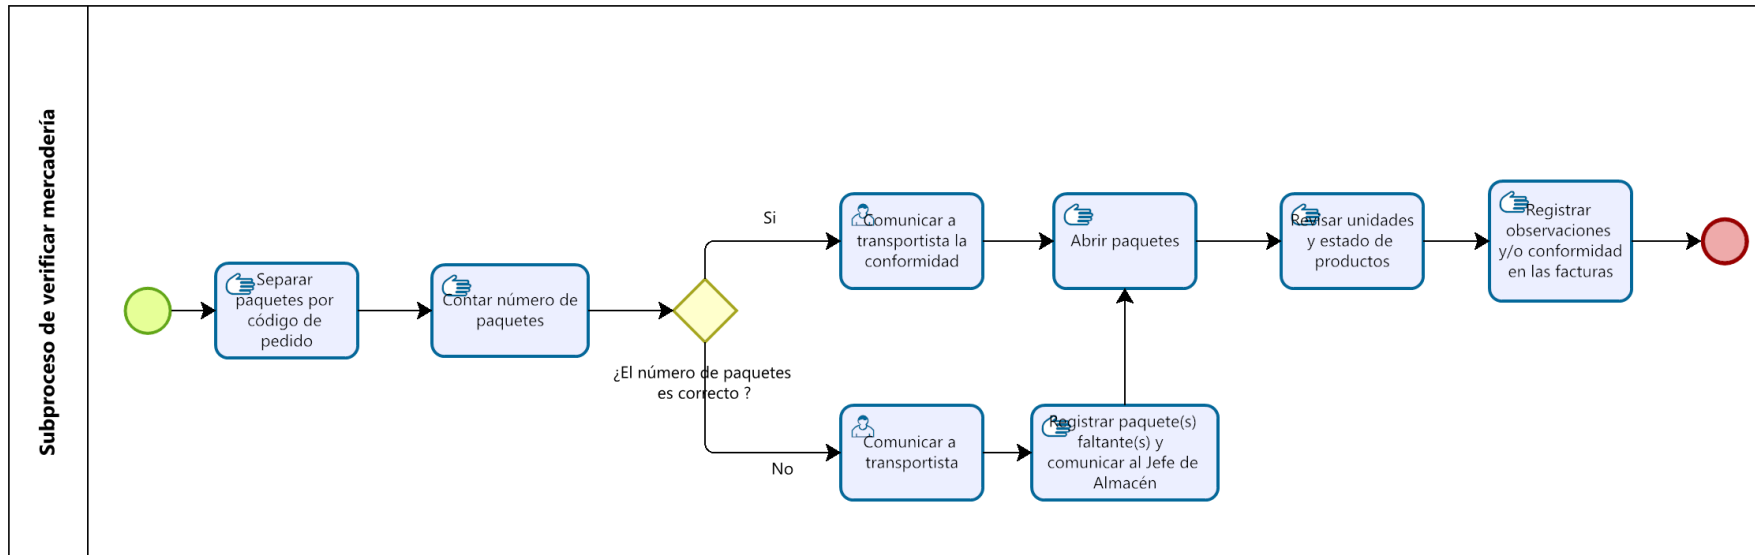 Subproceso de verificar mercadería
Separar
paquetes por
código de
pedido
Contar número de
paquetes
¿El número de paquetes
es correcto ?
Si
Comunicar a
transportista la
conformidad
Abrir paquetes
Revisar unidades
y estado de
productos
Registrar
observaciones
y/o conformidad
en las facturas
No
Comunicar a
transportista
Registrar paquete(s)
faltante(s) y
comunicar al Jefe de
Almacén